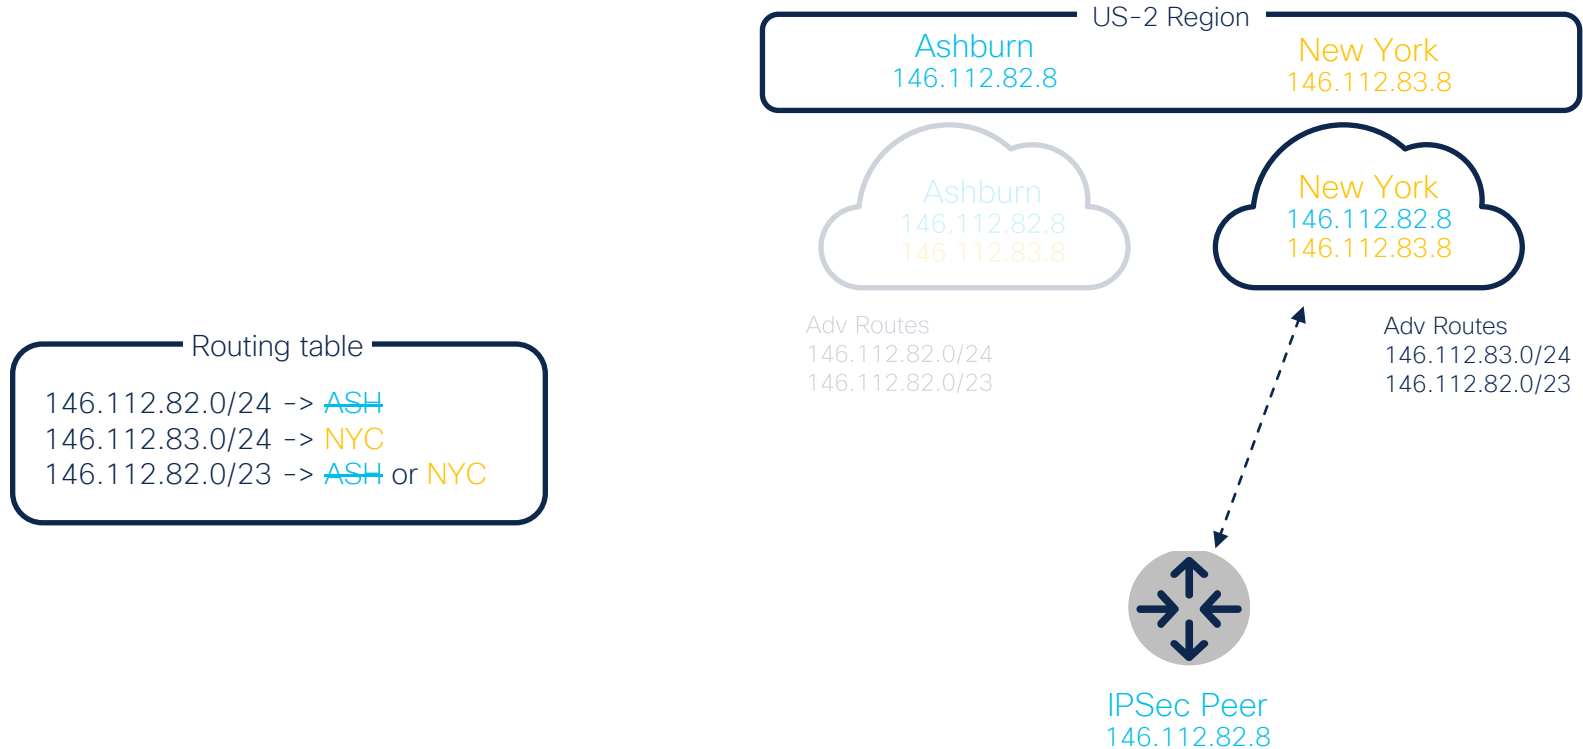 US-2 Region
Ashburn
146.112.82.8
New York
146.112.83.8
Ashburn
146.112.82.8
146.112.83.8
New York
146.112.82.8
146.112.83.8
Adv Routes
146.112.82.0/24
146.112.82.0/23
Adv Routes
146.112.83.0/24
146.112.82.0/23
Routing table
146.112.82.0/24 -> ASH
146.112.83.0/24 -> NYC
146.112.82.0/23 -> ASH or NYC
IPSec Peer
146.112.82.8